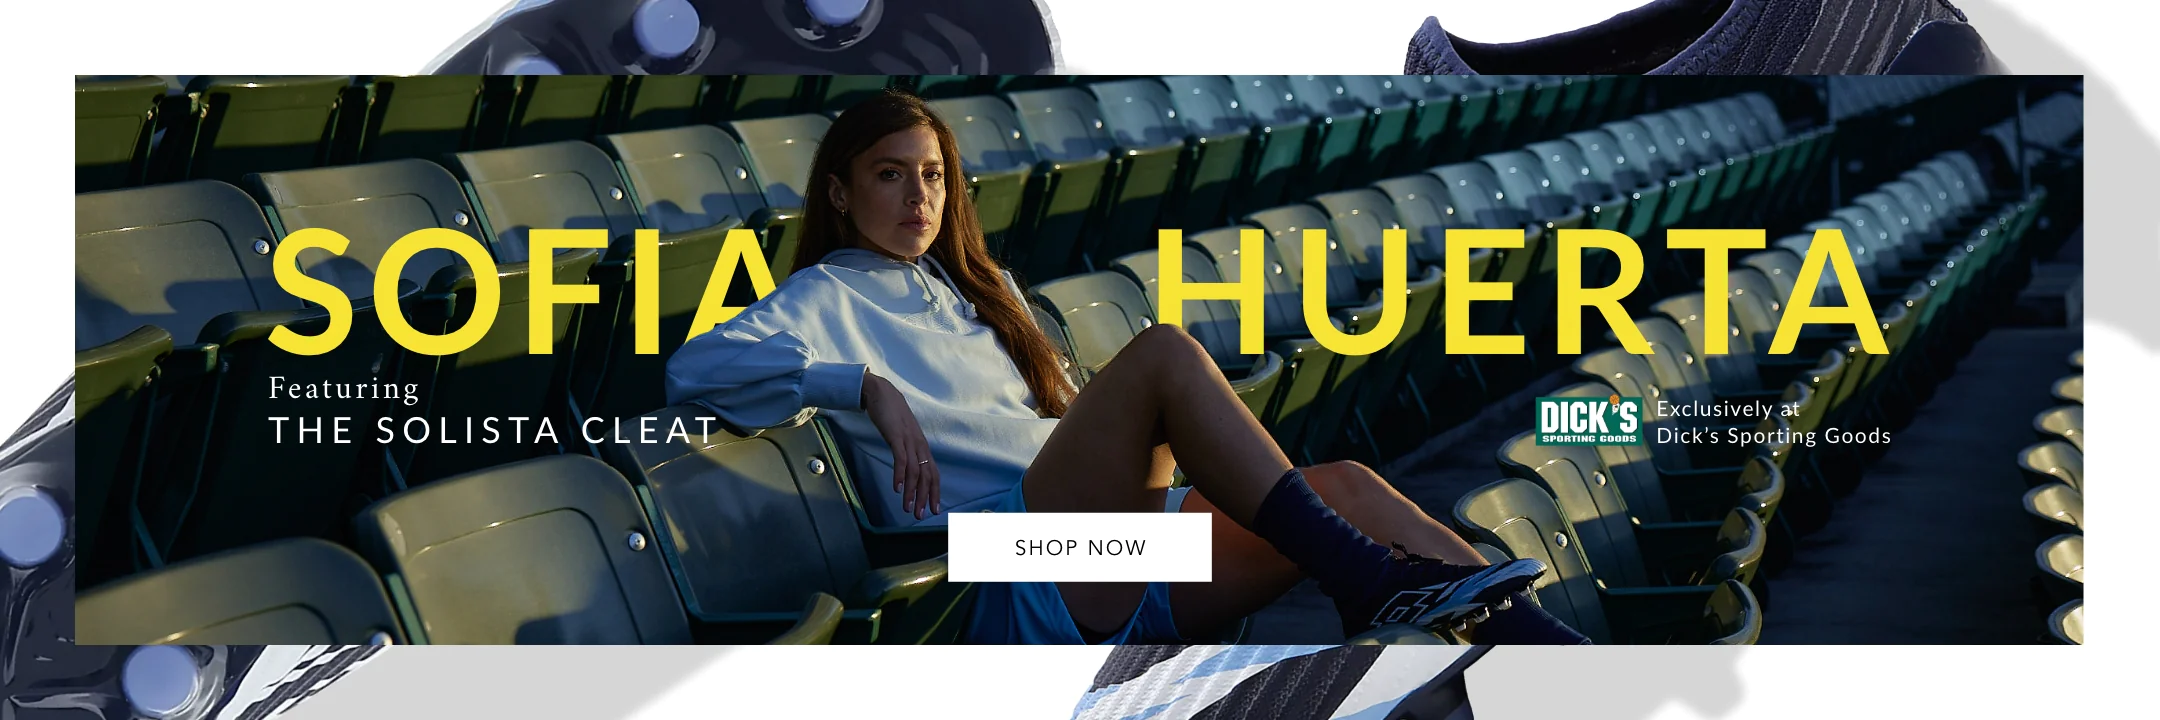 SOFIA HUERTA
Featuring
THE SOLISTA CLEAT
DICK'S
SPORTING GOODS
Exclusively at
Dick’s Sporting Goods
SHOP NOW